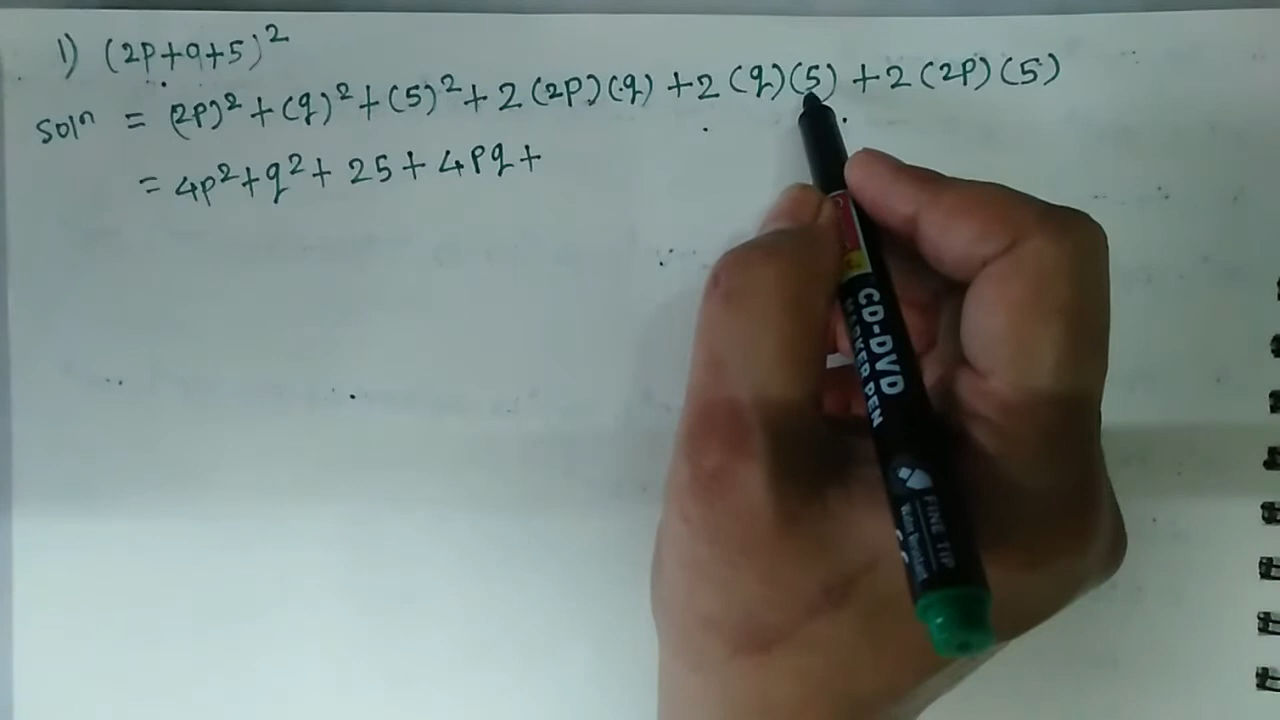 1) (2p+q+5)²
Solⁿ = (2p)² + (q)² + (5)² + 2 (2p) (q) + 2 (q) (5) + 2 (2p) (5)
= 4p² + q² + 25 + 4pq +
CD-DVD
MARKER PEN
FINE TIP